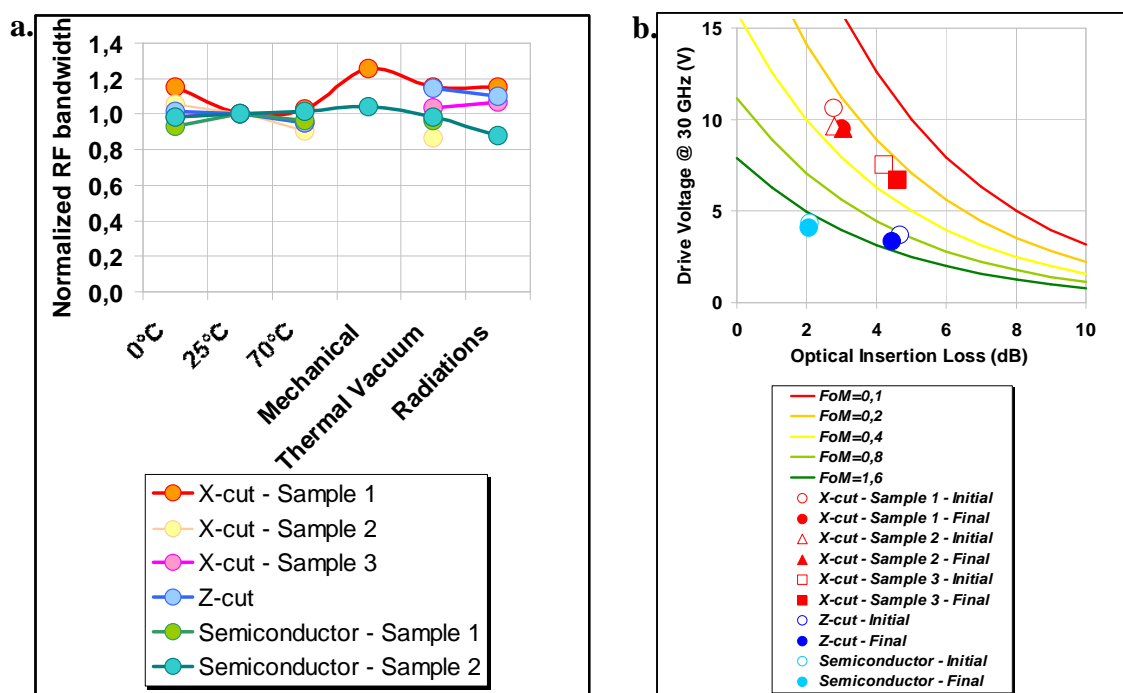 a.
Normalized RF bandwidth
1,4
1,2
1,0
0,8
0,6
0,4
0,2
0,0
0°C
25°C
70°C
Mechanical
Thermal Vacuum
Radiations
X-cut - Sample 1
X-cut - Sample 2
X-cut - Sample 3
Z-cut
Semiconductor - Sample 1
Semiconductor - Sample 2
b.
Drive Voltage @ 30 GHz (V)
15
10
5
0
0
2
4
6
8
10
Optical Insertion Loss (dB)
FoM=0,1
FoM=0,2
FoM=0,4
FoM=0,8
FoM=1,6
X-cut - Sample 1 - Initial
X-cut - Sample 1 - Final
X-cut - Sample 2 - Initial
X-cut - Sample 2 - Final
X-cut - Sample 3 - Initial
X-cut - Sample 3 - Final
Z-cut - Initial
Z-cut - Final
Semiconductor - Initial
Semiconductor - Final